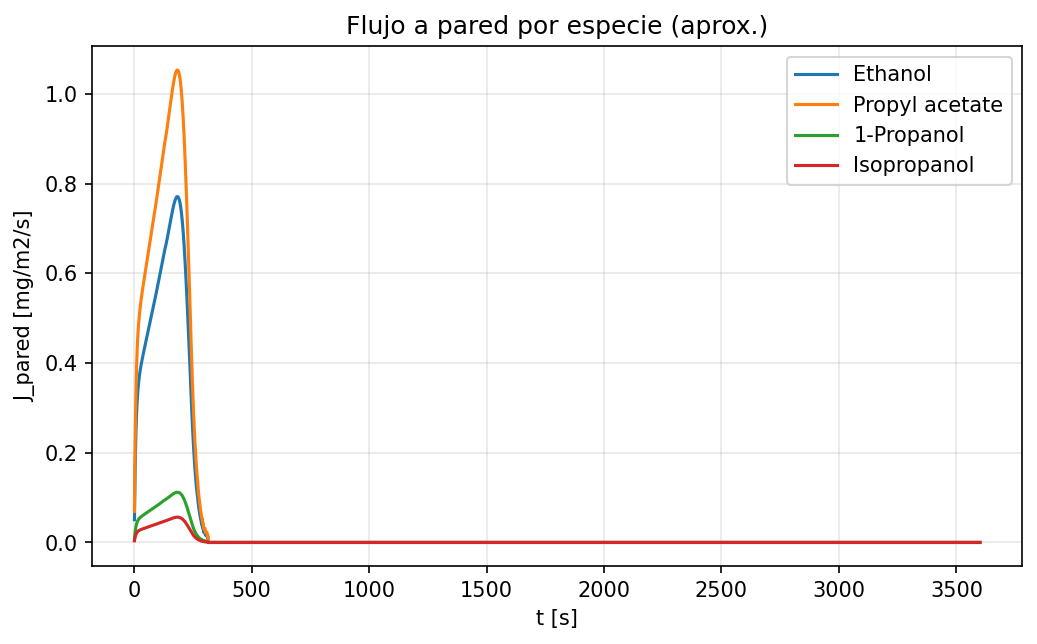 Flujo a pared por especie (aprox.)
Ethanol
Propyl acetate
1-Propanol
Isopropanol
J_pared [mg/m2/s]
1.0
0.8
0.6
0.4
0.2
0.0
0 500 1000 1500 2000 2500 3000 3500
t [s]